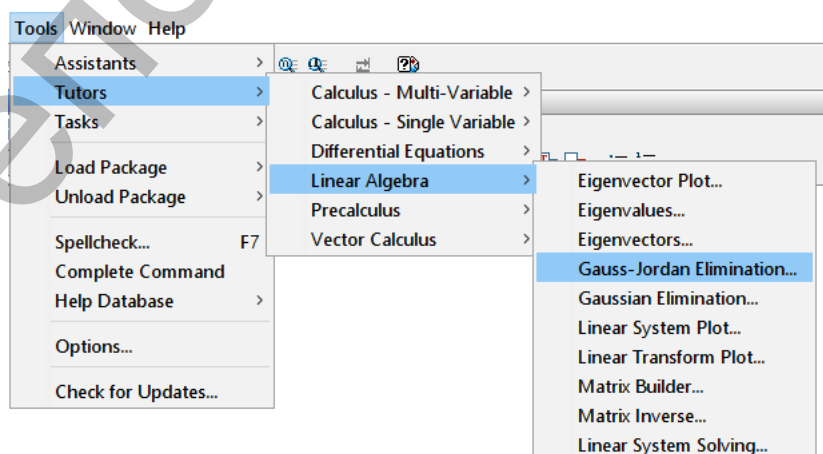 Tools Window Help
Assistants
Tutors
Tasks
Load Package
Unload Package
Spellcheck... F7
Complete Command
Help Database
Options...
Check for Updates...
Calculus - Multi-Variable
Calculus - Single Variable
Differential Equations
Linear Algebra
Precalculus
Vector Calculus
Eigenvector Plot...
Eigenvalues...
Eigenvectors...
Gauss-Jordan Elimination...
Gaussian Elimination...
Linear System Plot...
Linear Transform Plot...
Matrix Builder...
Matrix Inverse...
Linear System Solving...